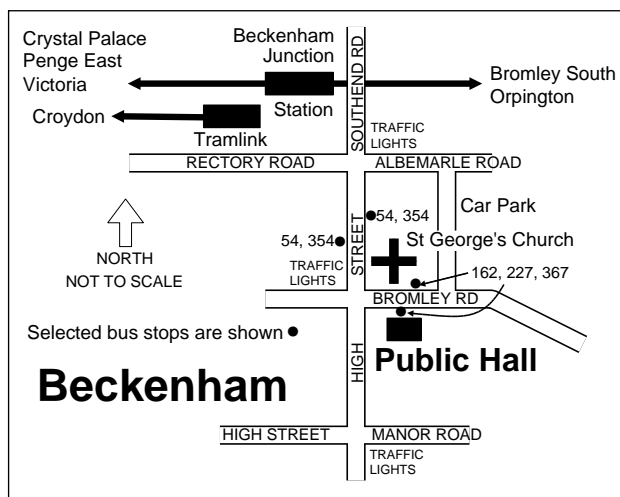 Crystal Palace
Penge East
Victoria
Beckenham
Junction
Station
SOUTHEND RD
Bromley South
Orpington
Croydon
Tramlink
TRAFFIC
LIGHTS
RECTORY ROAD
ALBEMARLE ROAD
54, 354
Car Park
54, 354
STREET
St George's Church
NORTH
NOT TO SCALE
TRAFFIC
LIGHTS
162, 227, 367
BROMLEY RD
Selected bus stops are shown
HIGH
Public Hall
Beckenham
HIGH STREET
MANOR ROAD
TRAFFIC
LIGHTS